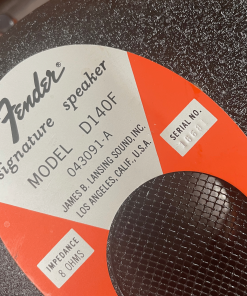 Fender
signature speaker
MODEL D140F
043091-A
JAMES B. LANSING SOUND, INC.
LOS ANGELES, CALIF., U.S.A.
SERIAL NO.
IMPEDANCE
8 OHMS